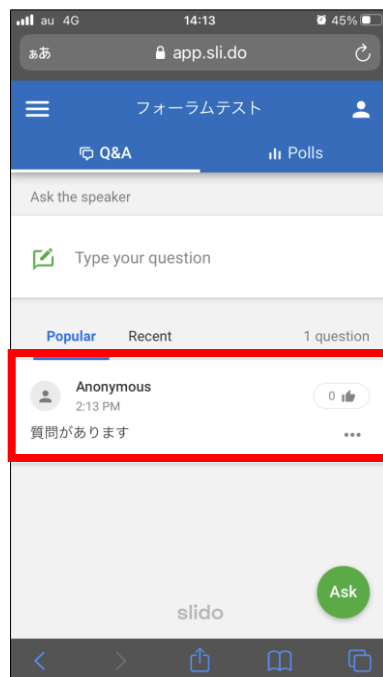 au 4G 14:13 45%
ぁあ app.sli.do
フォーラムテスト
Q&A Polls
Ask the speaker
Type your question
Popular Recent 1 question
Anonymous
2:13 PM 0
質問があります
Ask
slido